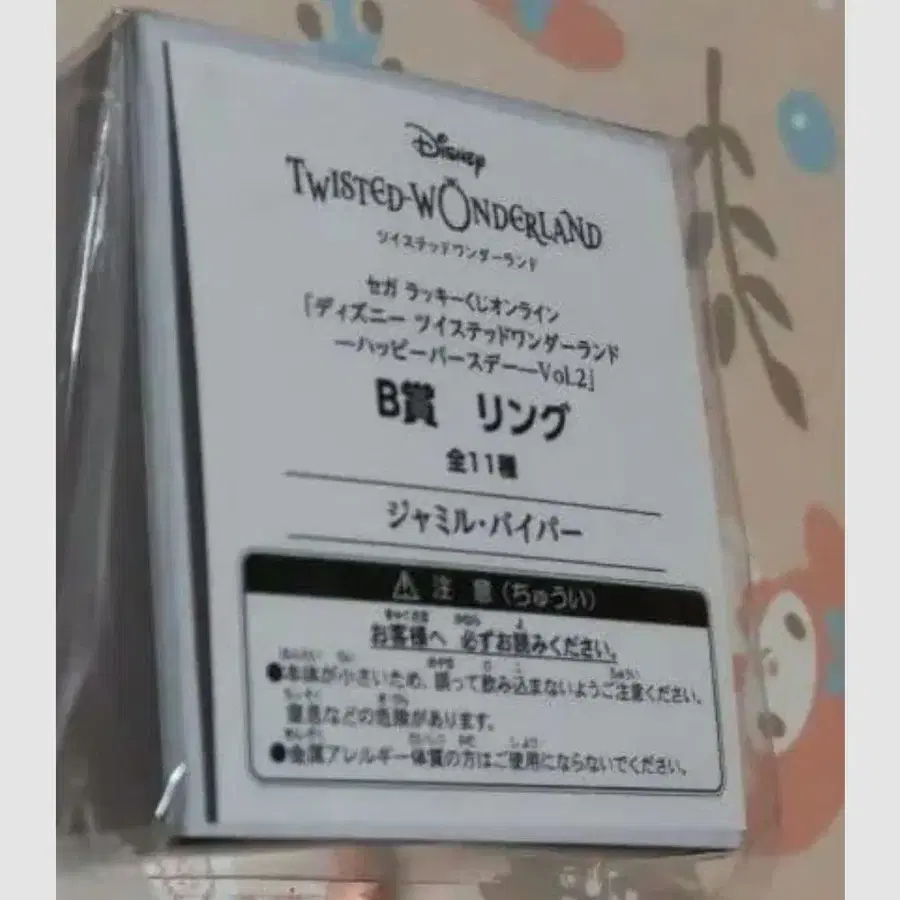 Disney
TWISTED-WONDERLAND
ツイステッドワンダーランド
セガ ラッキーくじオンライン
「ディズニー ツイステッドワンダーランド
―ハッピーバースデー―Vol.2」
B賞 リング
全11種
ジャミル・バイパー
⚠ 注 意 (ちゅうい)
お客様へ 必ずお読みください。
●本体が小さいため、誤って飲み込まないようご注意ください。
窒息などの危険があります。
●金属アレルギー体質の方はご使用にならないでください。